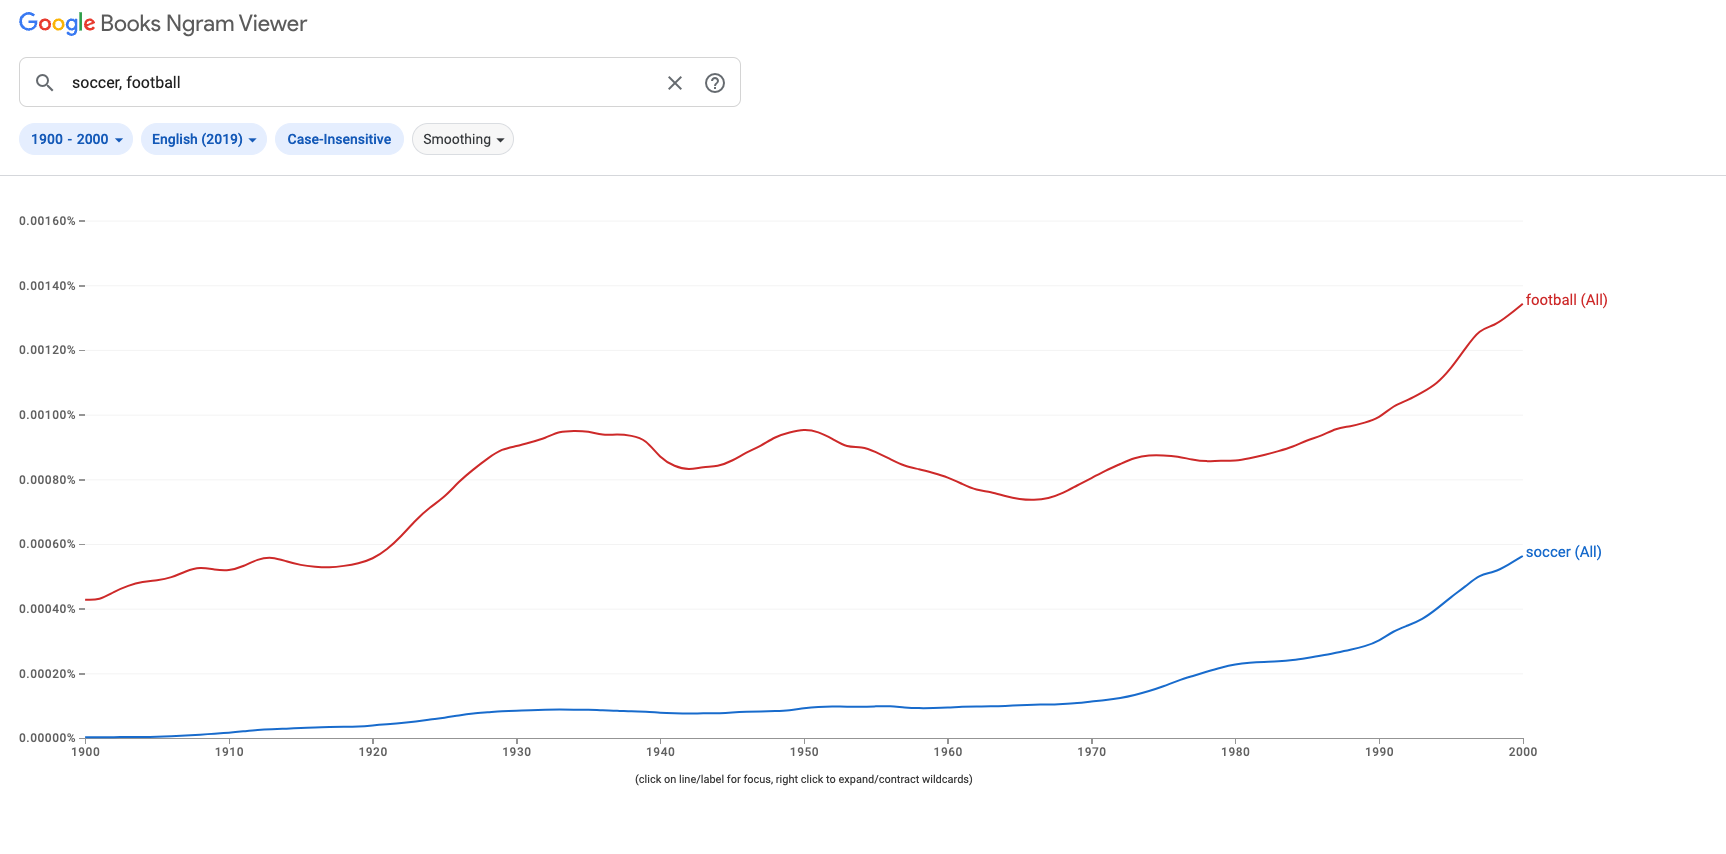 Google Books Ngram Viewer
soccer, football
1900 - 2000
English (2019)
Case-Insensitive
Smoothing
0.00160%
0.00140%
football (All)
0.00120%
0.00100%
0.00080%
0.00060%
soccer (All)
0.00040%
0.00020%
0.00000%
1900 1910 1920 1930 1940 1950 1960 1970 1980 1990 2000
(click on line/label for focus, right click to expand/contract wildcards)